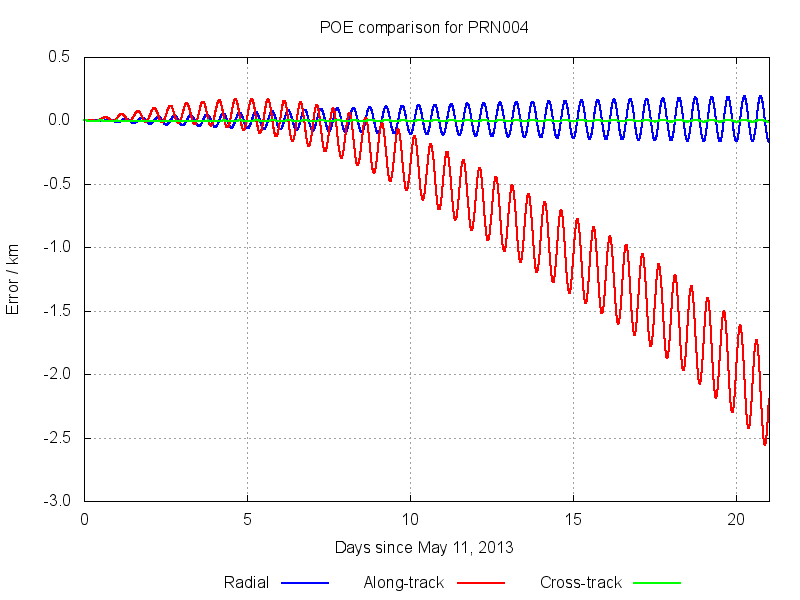 POE comparison for PRN004
0.5
0.0
-0.5
-1.0
-1.5
-2.0
-2.5
-3.0
Error / km
0 5 10 15 20
Days since May 11, 2013
Radial Along-track Cross-track